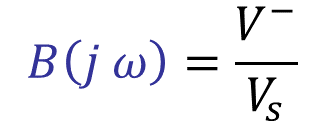 B(j ω) = V⁻ / Vₛ